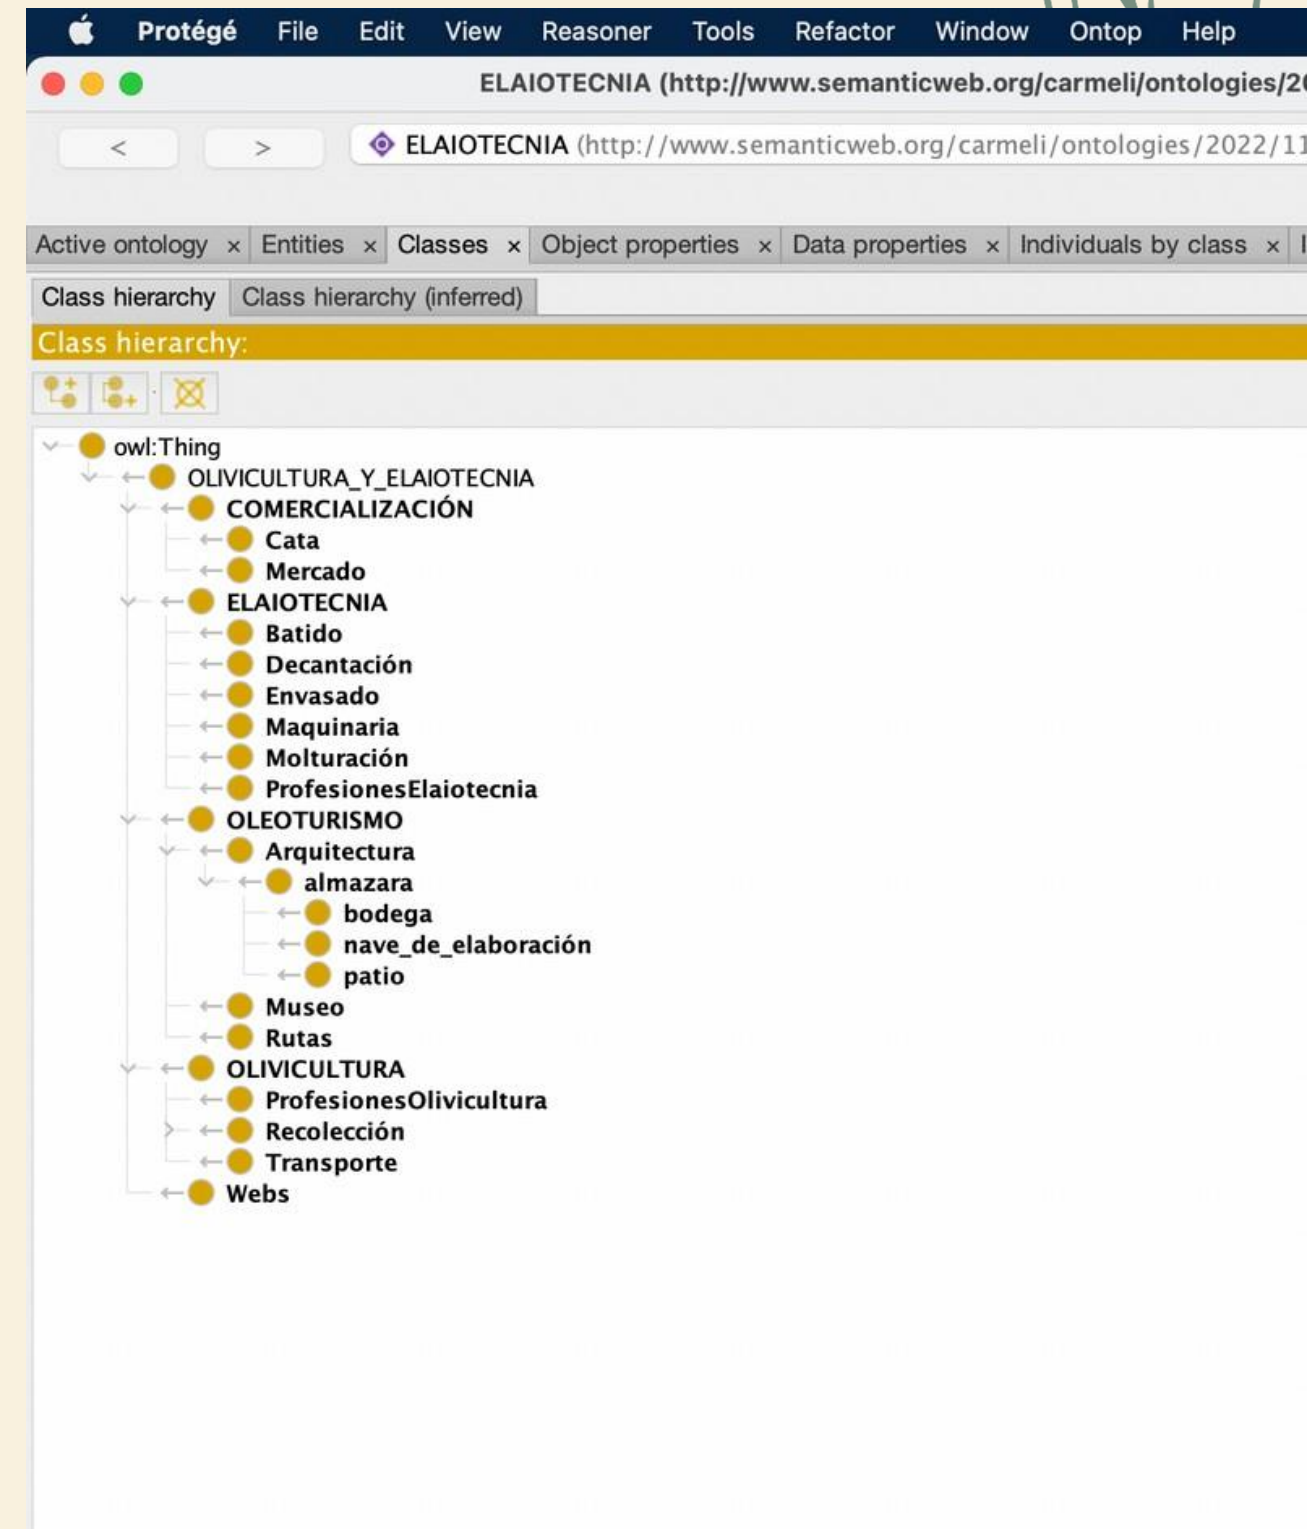 Protégé File Edit View Reasoner Tools Refactor Window Ontop Help
ELAIOTECNIA (http://www.semanticweb.org/carmeli/ontologies/20
< > ELAIOTECNIA (http://www.semanticweb.org/carmeli/ontologies/2022/11
Active ontology × Entities × Classes × Object properties × Data properties × Individuals by class × I
Class hierarchy Class hierarchy (inferred)
Class hierarchy:
owl:Thing
OLIVICULTURA_Y_ELAIOTECNIA
COMERCIALIZACIÓN
Cata
Mercado
ELAIOTECNIA
Batido
Decantación
Envasado
Maquinaria
Molturación
ProfesionesElaiotecnia
OLEOTURISMO
Arquitectura
almazara
bodega
nave_de_elaboración
patio
Museo
Rutas
OLIVICULTURA
ProfesionesOlivicultura
Recolección
Transporte
Webs